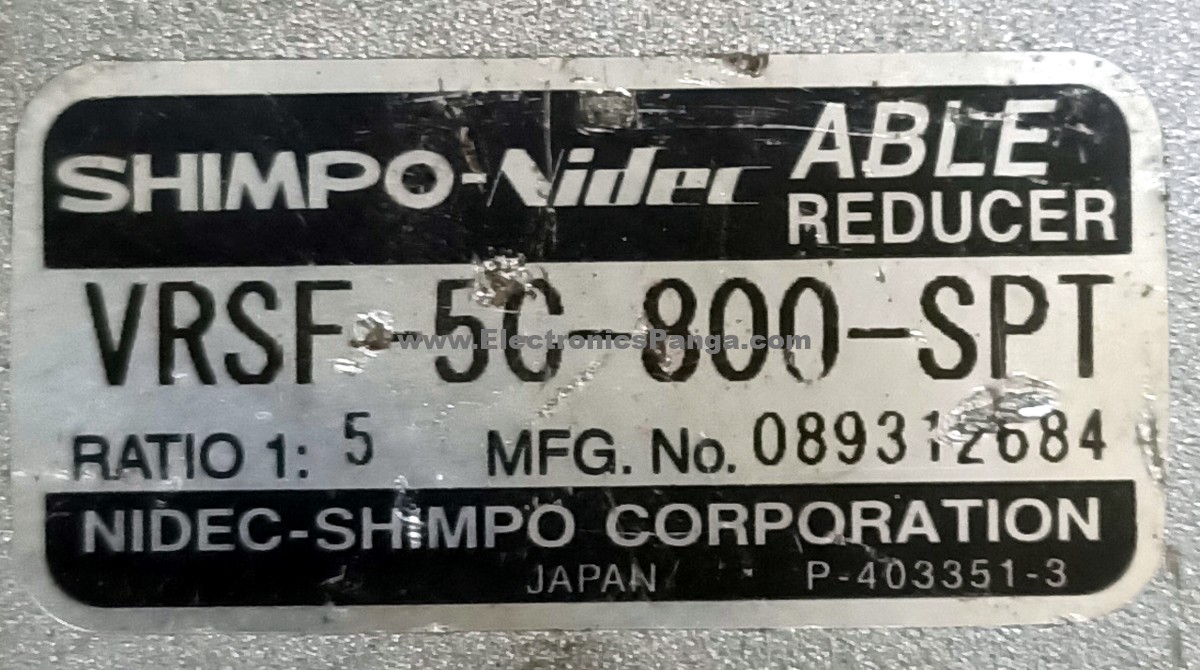 SHIMPO-Nidec ABLE REDUCER
VRSF-5C-800-SPT
www.ElectronicsPanga.com
RATIO 1: 5 MFG. No. 089312684
NIDEC-SHIMPO CORPORATION
JAPAN P-403351-3